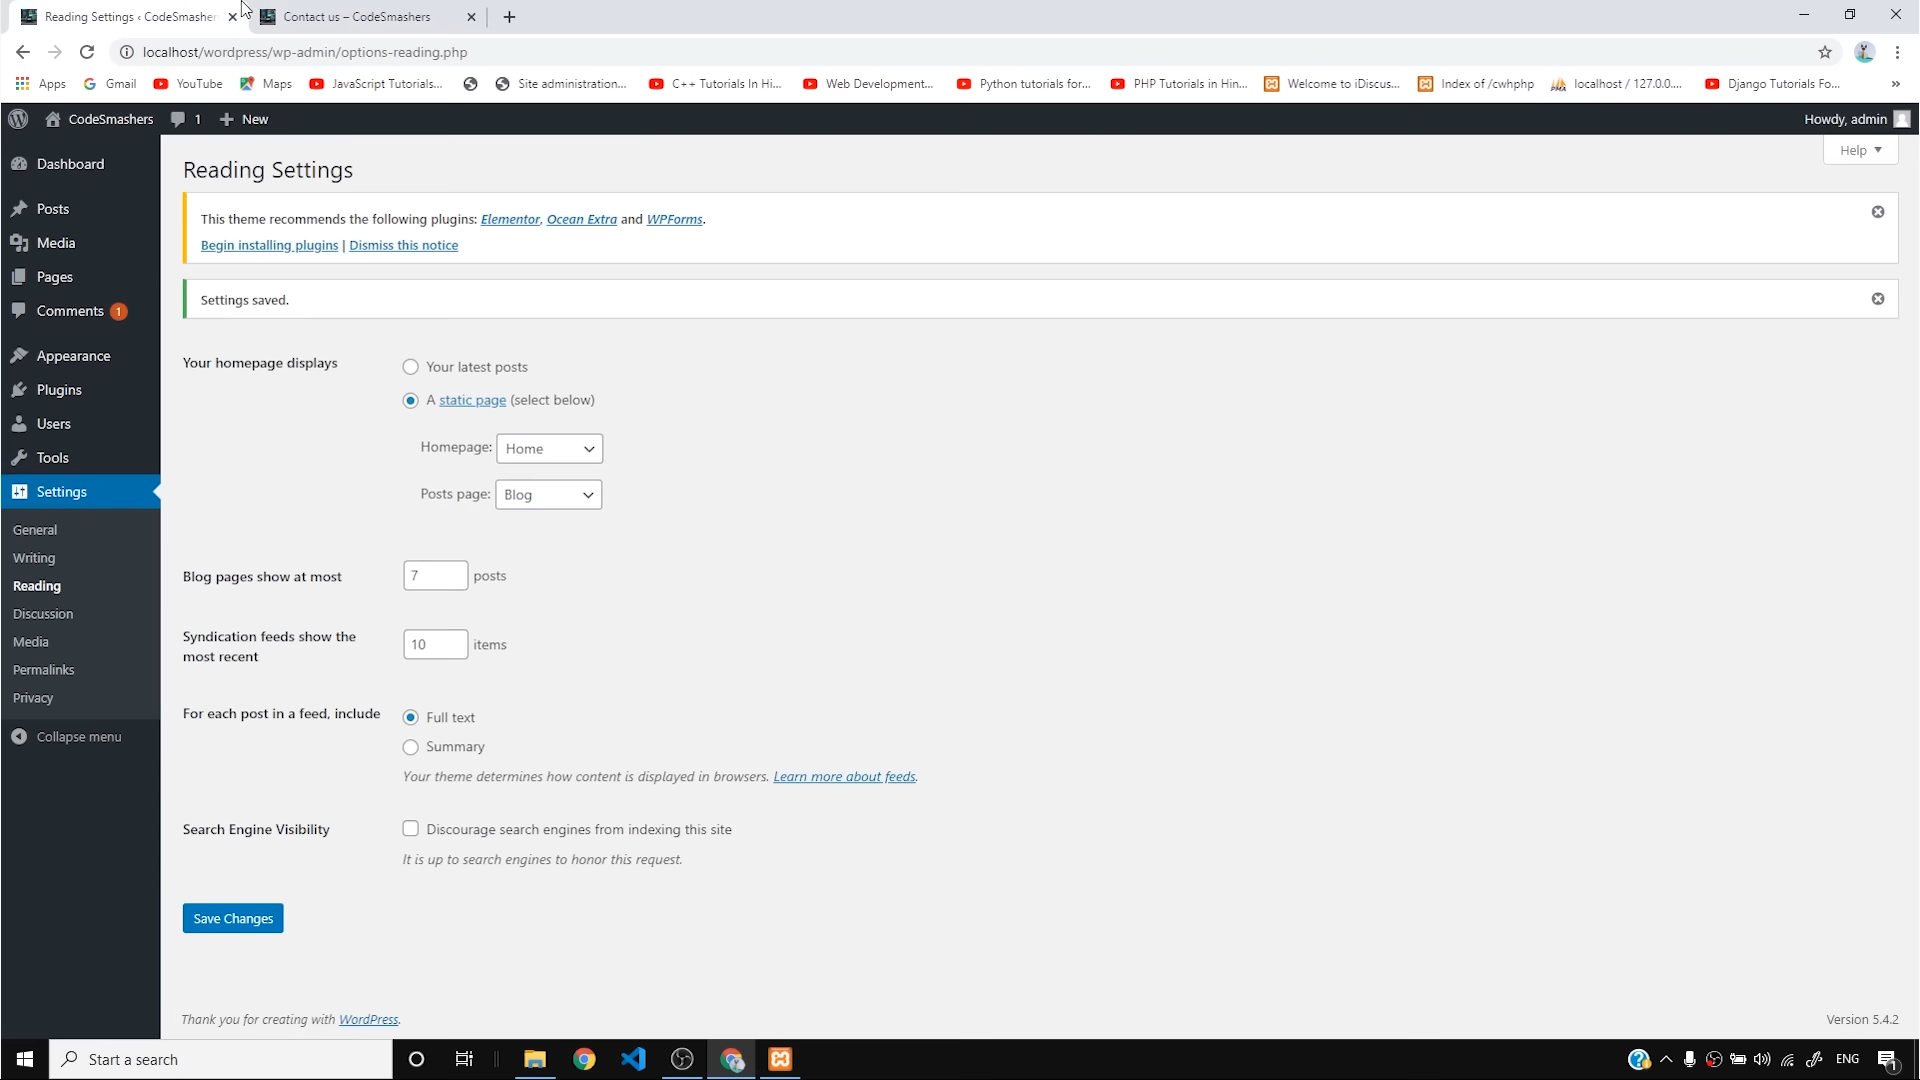 Reading Settings ‹ CodeSmasher
Contact us – CodeSmashers
localhost/wordpress/wp-admin/options-reading.php
Apps
Gmail
YouTube
Maps
JavaScript Tutorials...
Site administration...
C++ Tutorials In Hi...
Web Development...
Python tutorials for...
PHP Tutorials in Hin...
Welcome to iDiscus...
Index of /cwhphp
localhost / 127.0.0....
Django Tutorials Fo...
»
CodeSmashers
1
New
Howdy, admin
Help
Dashboard
Posts
Media
Pages
Comments 1
Appearance
Plugins
Users
Tools
Settings
General
Writing
Reading
Discussion
Media
Permalinks
Privacy
Collapse menu
Reading Settings
This theme recommends the following plugins: Elementor, Ocean Extra and WPForms.
Begin installing plugins | Dismiss this notice
Settings saved.
Your homepage displays
Your latest posts
A static page (select below)
Homepage: Home
Posts page: Blog
Blog pages show at most 7 posts
Syndication feeds show the
most recent
10 items
For each post in a feed, include
Full text
Summary
Your theme determines how content is displayed in browsers. Learn more about feeds.
Search Engine Visibility
Discourage search engines from indexing this site
It is up to search engines to honor this request.
Save Changes
Thank you for creating with WordPress.
Version 5.4.2
Start a search
ENG
1